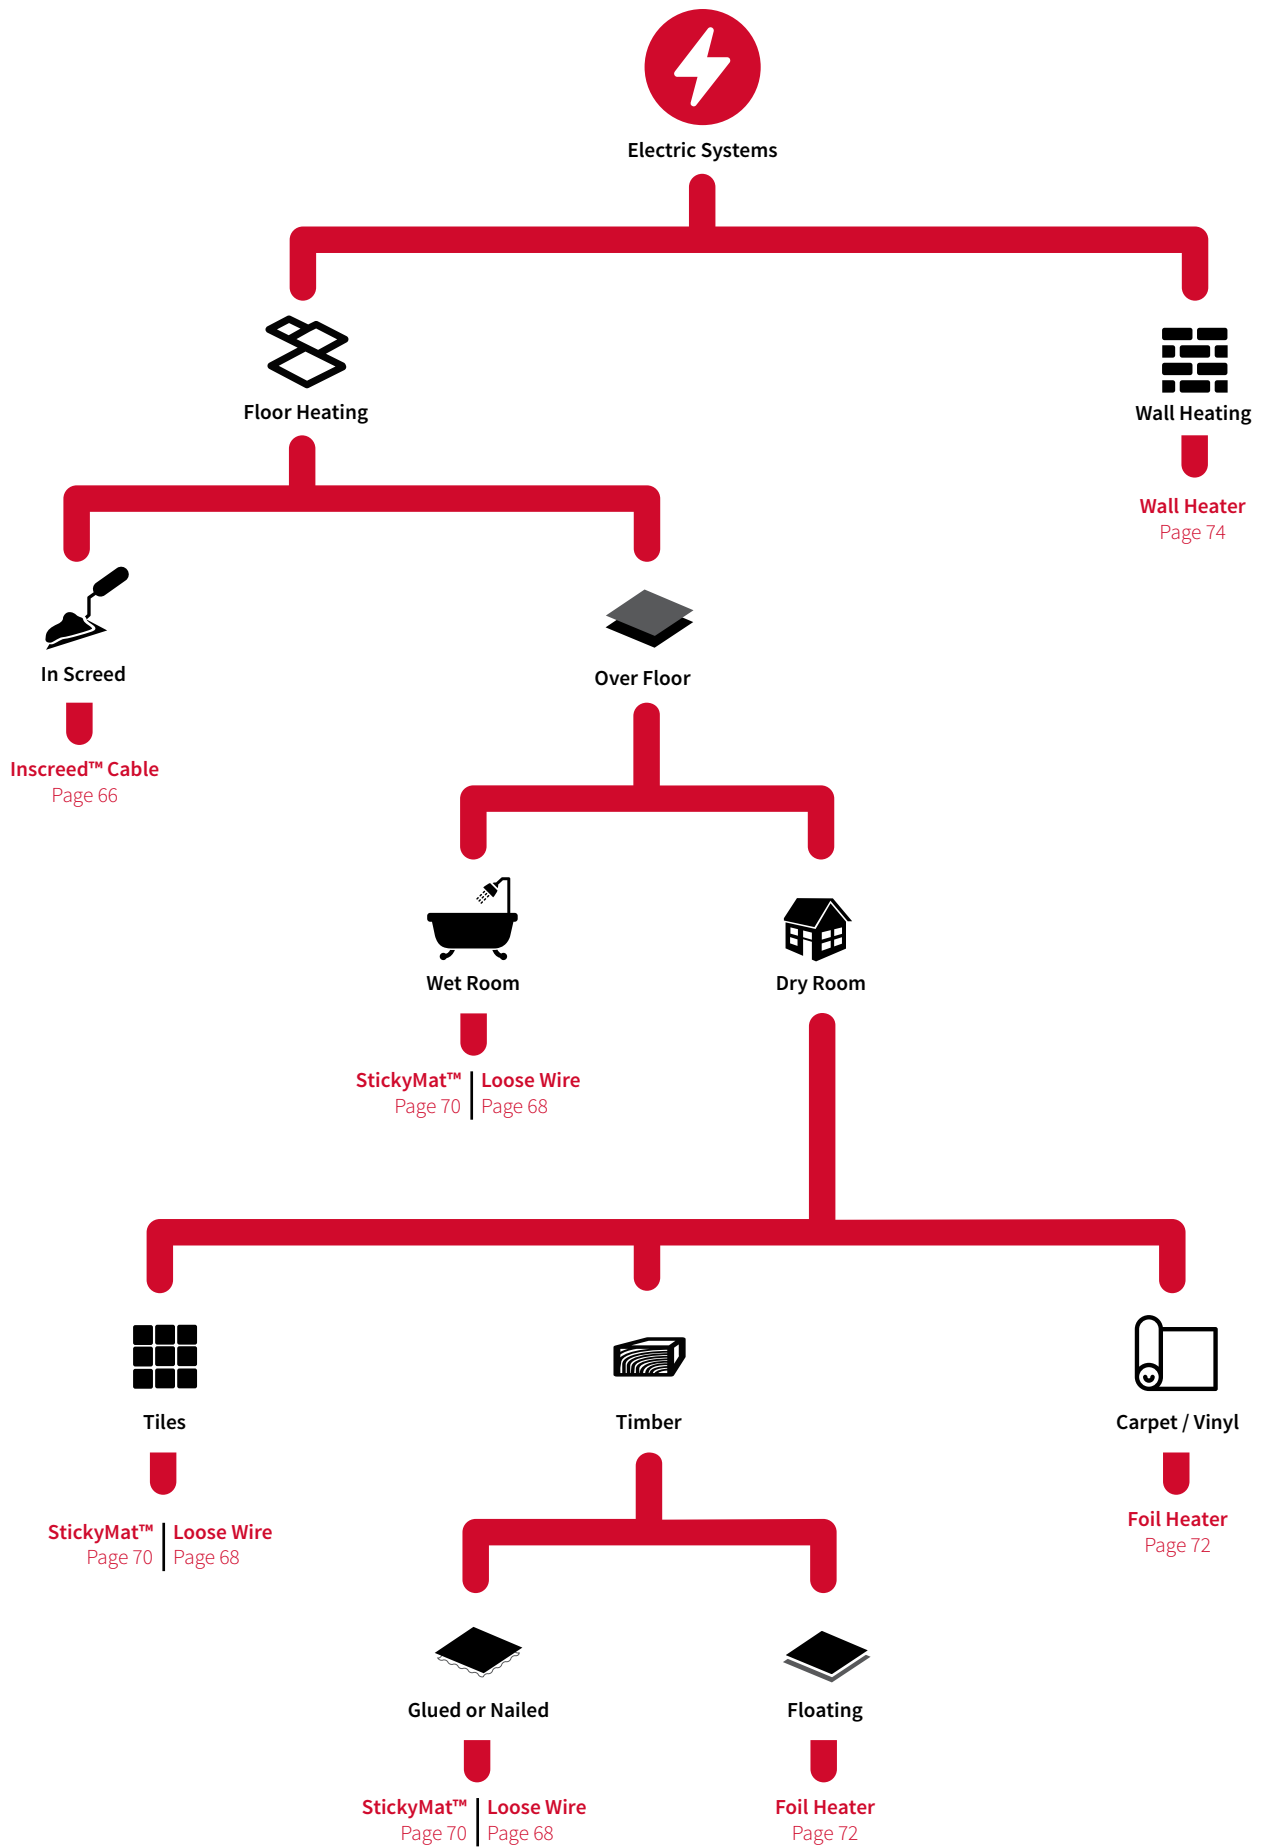 Electric Systems
Floor Heating
Wall Heating
Wall Heater
Page 74
In Screed
Over Floor
Inscreed™ Cable
Page 66
Wet Room
Dry Room
StickyMat™ | Loose Wire
Page 70 | Page 68
Tiles
Timber
Carpet / Vinyl
StickyMat™ | Loose Wire
Page 70 | Page 68
Foil Heater
Page 72
Glued or Nailed
Floating
StickyMat™ | Loose Wire
Page 70 | Page 68
Foil Heater
Page 72